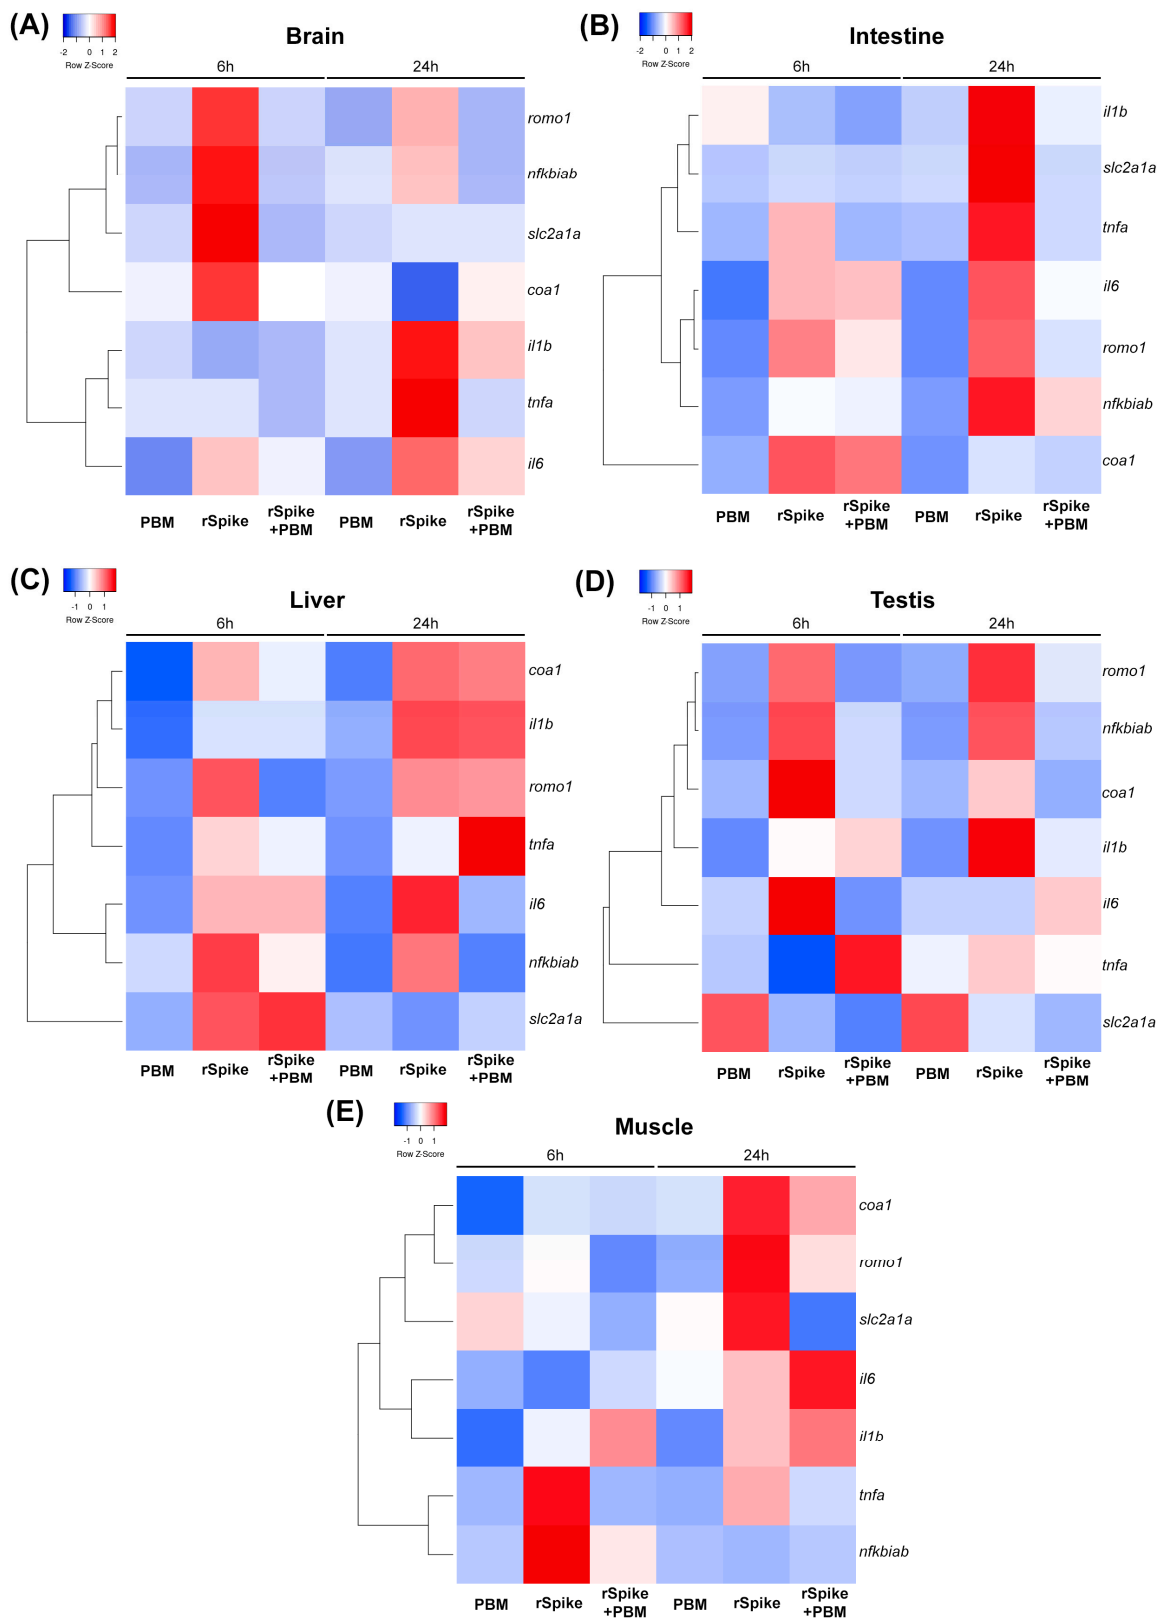 (A)
-2 0 1 2
Row Z-Score
Brain
6h 24h
romo1
nfkbiab
slc2a1a
coa1
il1b
tnfa
il6
PBM rSpike rSpike +PBM PBM rSpike rSpike +PBM
(B)
-2 0 1 2
Row Z-Score
Intestine
6h 24h
il1b
slc2a1a
tnfa
il6
romo1
nfkbiab
coa1
PBM rSpike rSpike +PBM PBM rSpike rSpike +PBM
(C)
-1 0 1
Row Z-Score
Liver
6h 24h
coa1
il1b
romo1
tnfa
il6
nfkbiab
slc2a1a
PBM rSpike rSpike +PBM PBM rSpike rSpike +PBM
(D)
-1 0 1
Row Z-Score
Testis
6h 24h
romo1
nfkbiab
coa1
il1b
il6
tnfa
slc2a1a
PBM rSpike rSpike +PBM PBM rSpike rSpike +PBM
(E)
-1 0 1
Row Z-Score
Muscle
6h 24h
coa1
romo1
slc2a1a
il6
il1b
tnfa
nfkbiab
PBM rSpike rSpike +PBM PBM rSpike rSpike +PBM